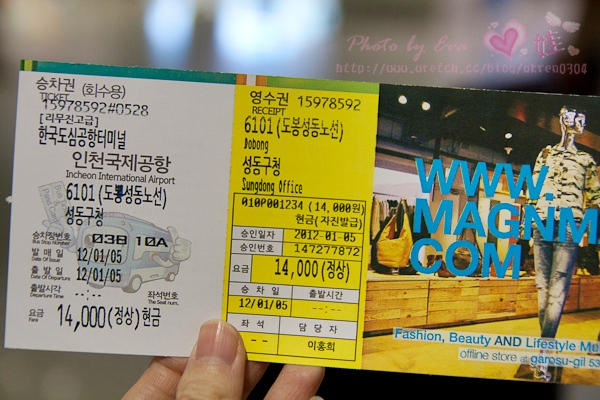 Photo by Eva
http://www.wretch.cc/blog/akreo0304
승차권 (회수용)
TICKET
15978592#0528
[리무진고급]
한국도심공항터미널
인천국제공항
Incheon International Airport
6101 (도봉성동노선)
성동구청
승차장번호 03B 10A
Bus Stop Number
발 매 일 12/01/05
Date of Issue
출 발 일 12/01/05
Date of Departure
출발시각 --:-- 좌석번호
Departure Time The Seat num.
요금 14,000(정상)현금
Fare
영수권 15978592
RECEIPT
6101 (도봉성동노선)
Dobong
성동구청
Sungdong Office
010P001234 (14,000원)
현금(자진발급)
승인일자 2012-01-05
승인번호 147277872
요금 14,000(정상)
승 차 일 출발시간
12/01/05 --:--
좌 석 담 당 자
-- 이홍희
WWW.
MAGNM
COM
Fashion, Beauty AND Lifestyle Mu
offline store at garosu-gil 53